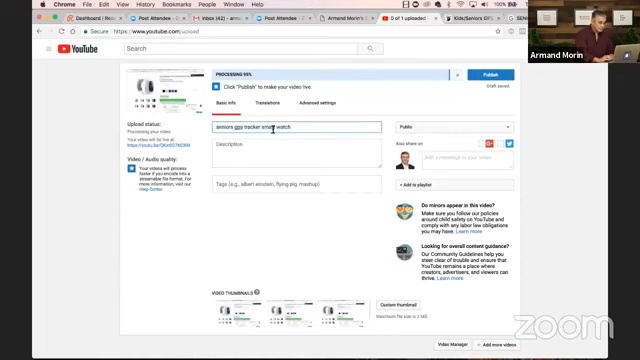 Chrome File Edit View History Bookmarks People Window Help
100%
Dashboard | Re
Post Attendee
Inbox (42) - arm
Post Attendee
Armand Morin's
0 of 1 uploaded
Kids/Seniors GPS
Secure https://www.youtube.com/upload
YouTube
Search
Armand Morin
PROCESSING 95%
Click "Publish" to make your video live.
Publish
Draft saved.
Basic info
Translations
Advanced settings
seniors gps tracker smart watch
Public
Description
Also share on
Add a message to your video
Tags (e.g., albert einstein, flying pig, mashup)
+ Add to playlist
Upload status:
Processing your video.
Your video will be live at:
Video / Audio quality:
Your videos will process
faster if you encode into a
streamable file format.
For more information, visit our
Help Center.
Do minors appear in this video?
Make sure you follow our policies
around child safety on YouTube
and comply with any labor law obligations
you may have. Learn more
Looking for overall content guidance?
Our Community Guidelines help
you steer clear of trouble and ensure that
YouTube remains a place where
creators, advertisers, and viewers can
thrive. Learn more
VIDEO THUMBNAILS
Custom thumbnail
Maximum file size is 2 MB.
Video Manager
+ Add more videos
zoom